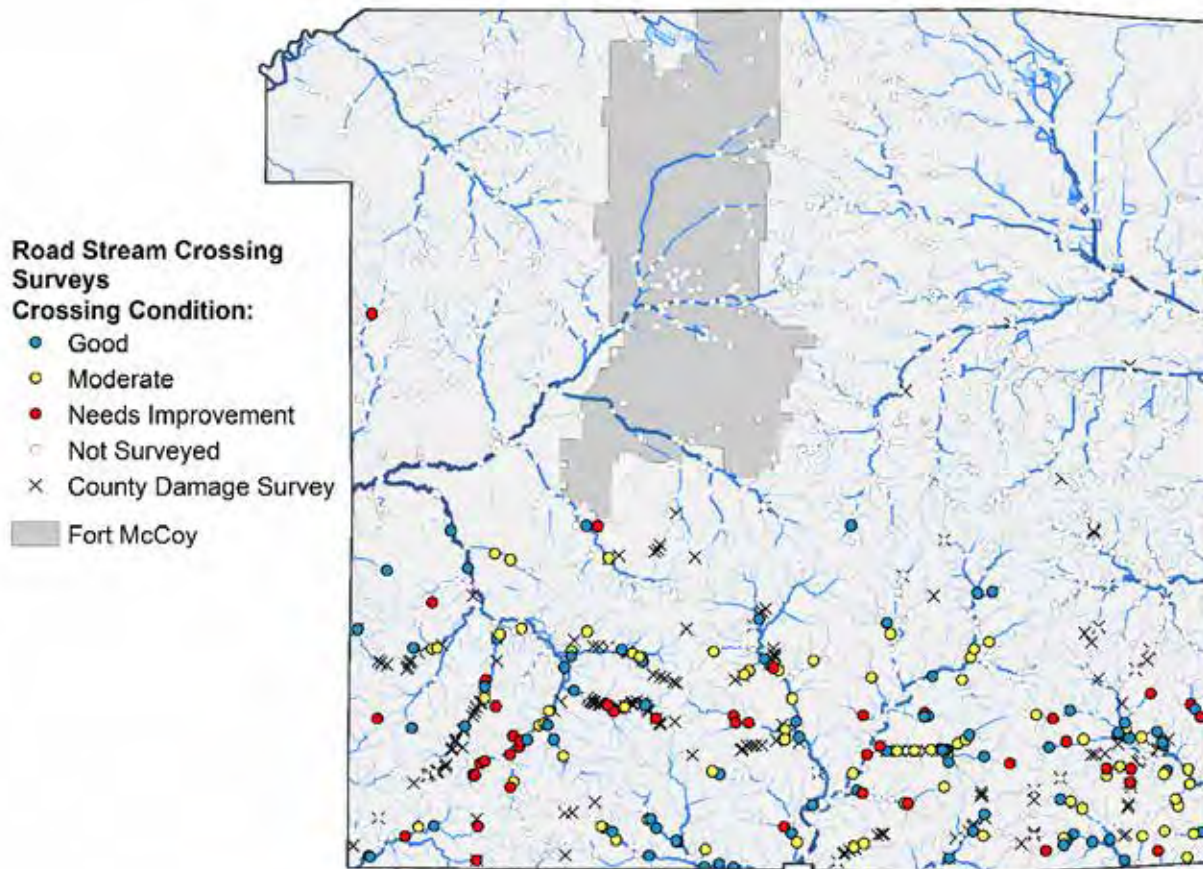 Road Stream Crossing
Surveys
Crossing Condition:
Good
Moderate
Needs Improvement
Not Surveyed
County Damage Survey
Fort McCoy